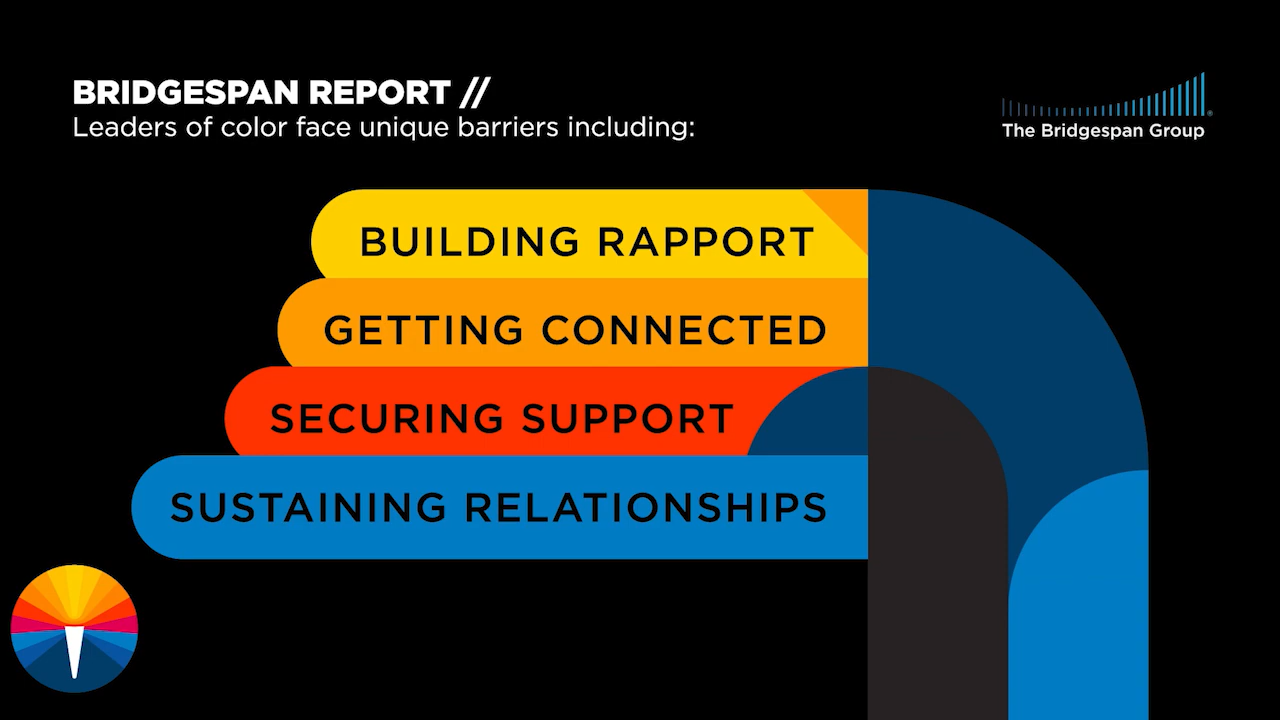 BRIDGESPAN REPORT //
Leaders of color face unique barriers including:
The Bridgespan Group
BUILDING RAPPORT
GETTING CONNECTED
SECURING SUPPORT
SUSTAINING RELATIONSHIPS